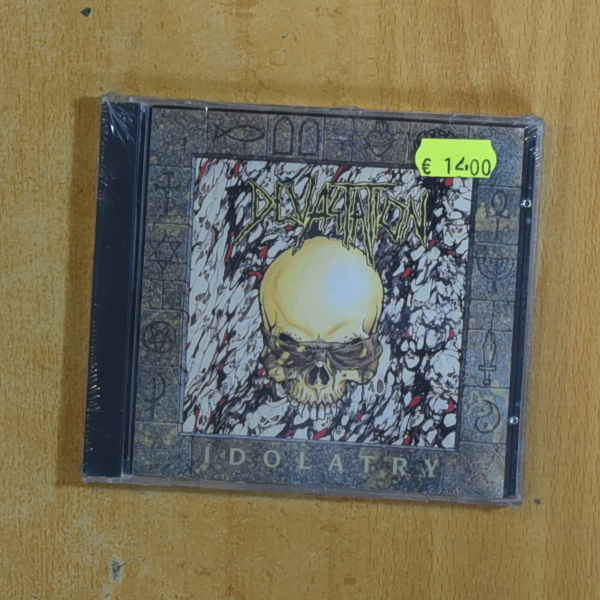 € 14,00
DEVASTATION
IDOLATRY